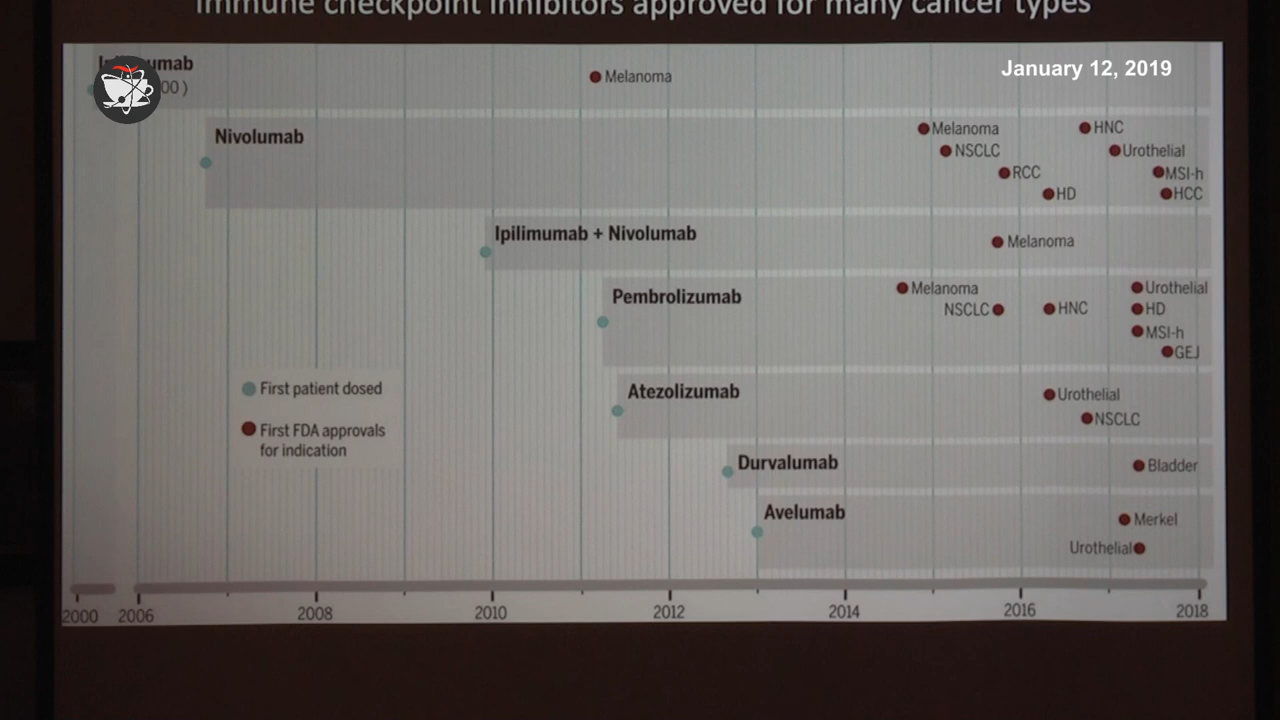 Immune checkpoint inhibitors approved for many cancer types
January 12, 2019
Melanoma
Nivolumab
Melanoma
HNC
NSCLC
Urothelial
RCC
MSI-h
HD
HCC
Ipilimumab + Nivolumab
Melanoma
Pembrolizumab
Melanoma
Urothelial
NSCLC
HNC
HD
MSI-h
GEJ
Atezolizumab
Urothelial
NSCLC
First patient dosed
First FDA approvals
for indication
Durvalumab
Bladder
Avelumab
Merkel
Urothelial
2000 2006 2008 2010 2012 2014 2016 2018